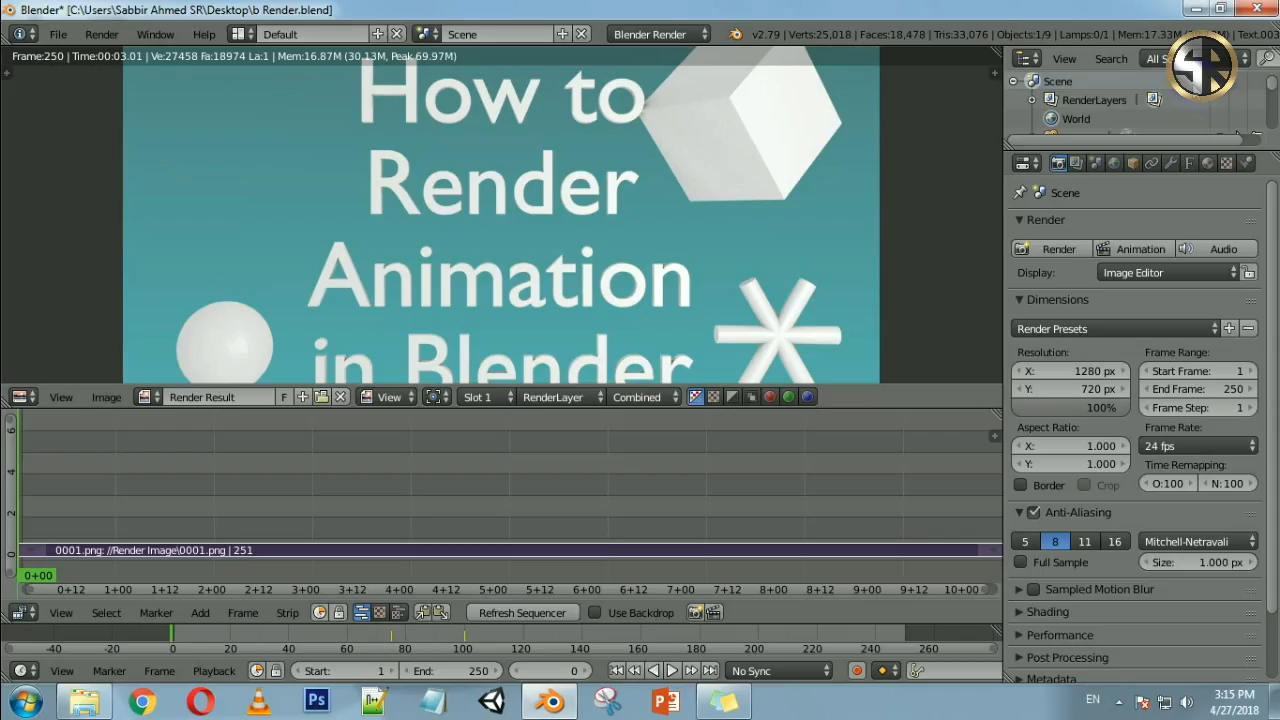 Blender* [C:\Users\Sabbir Ahmed SR\Desktop\b Render.blend]
File Render Window Help Default Scene Blender Render v2.79 | Verts:25,018 | Faces:18,478 | Tris:33,076 | Objects:1/9 | Lamps:0/1 | Mem:17.33M
Frame:250 | Time:00:03.01 | Ve:27458 Fa:18974 La:1 | Mem:16.87M (30.13M, Peak 69.97M)
View Search All S
SR
Scene
RenderLayers
World
How to
Render
Animation
in Blender
Scene
Render
Render Animation Audio
Display: Image Editor
Dimensions
Render Presets
Resolution: Frame Range:
X: 1280 px Start Frame: 1
Y: 720 px End Frame: 250
100% Frame Step: 1
Aspect Ratio: Frame Rate:
X: 1.000 24 fps
Y: 1.000 Time Remapping:
Border Crop O:100 N:100
Anti-Aliasing
5 8 11 16 Mitchell-Netravali
Full Sample Size: 1.000 px
Sampled Motion Blur
Shading
Performance
Post Processing
Metadata
View Image Render Result F View Slot 1 RenderLayer Combined
6
4
2
0
0001.png: //Render Image\0001.png | 251
0+00
0+12 1+00 1+12 2+00 2+12 3+00 3+12 4+00 4+12 5+00 5+12 6+00 6+12 7+00 7+12 8+00 8+12 9+00 9+12 10+00
View Select Marker Add Frame Strip Refresh Sequencer Use Backdrop
-40 -20 0 20 40 60 80 100 120 140 160 180 200 220 240 260
View Marker Frame Playback Start: 1 End: 250 0 No Sync
Ps
EN
3:15 PM
4/27/2018